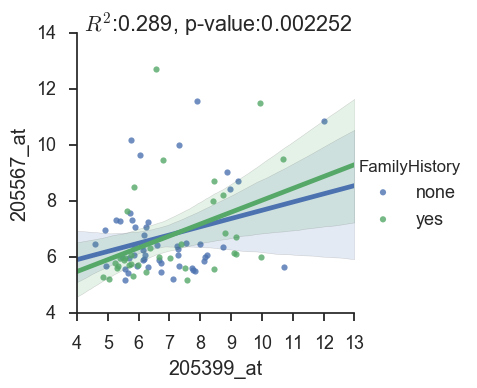 R²:0.289, p-value:0.002252
14
12
10
8
6
4
205567_at
4 5 6 7 8 9 10 11 12 13
205399_at
FamilyHistory
none
yes